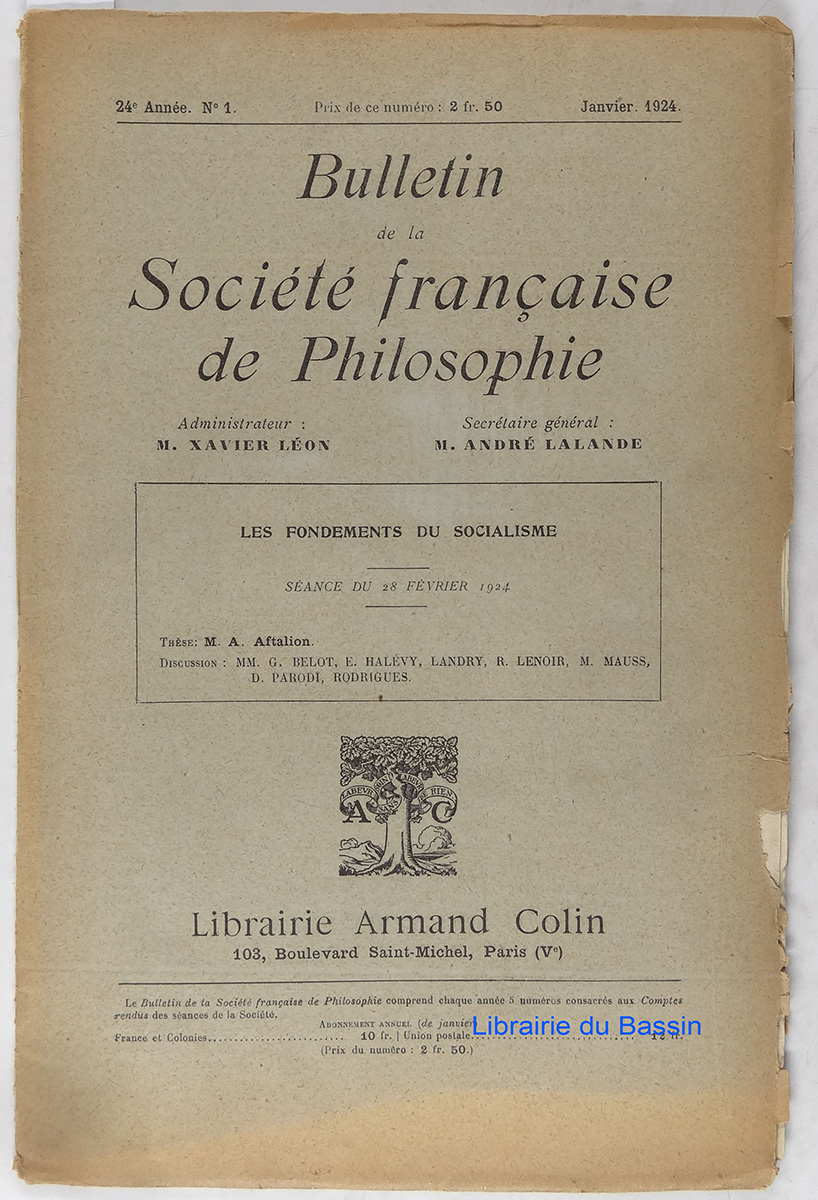 24e Année. No 1. Prix de ce numéro : 2 fr. 50 Janvier. 1924.
Bulletin
de la
Société française
de Philosophie
Administrateur :
M. XAVIER LÉON
Secrétaire général :
M. ANDRÉ LALANDE
LES FONDEMENTS DU SOCIALISME
SÉANCE DU 28 FÉVRIER 1924
THÈSE: M. A. Aftalion.
DISCUSSION : MM. G. BELOT, E. HALÉVY, LANDRY, R. LENOIR, M. MAUSS,
D. PARODI, RODRIGUES.
LABEUR SANS RIEN
A C
Librairie Armand Colin
103, Boulevard Saint-Michel, Paris (Ve)
Le Bulletin de la Société française de Philosophie comprend chaque année 5 numéros consacrés aux Comptes
rendus des séances de la Société.
ABONNEMENT ANNUEL (de janvier
Librairie du Bassin
France et Colonies........................ 10 fr. | Union postale................................ 12 fr.
(Prix du numéro : 2 fr. 50.)